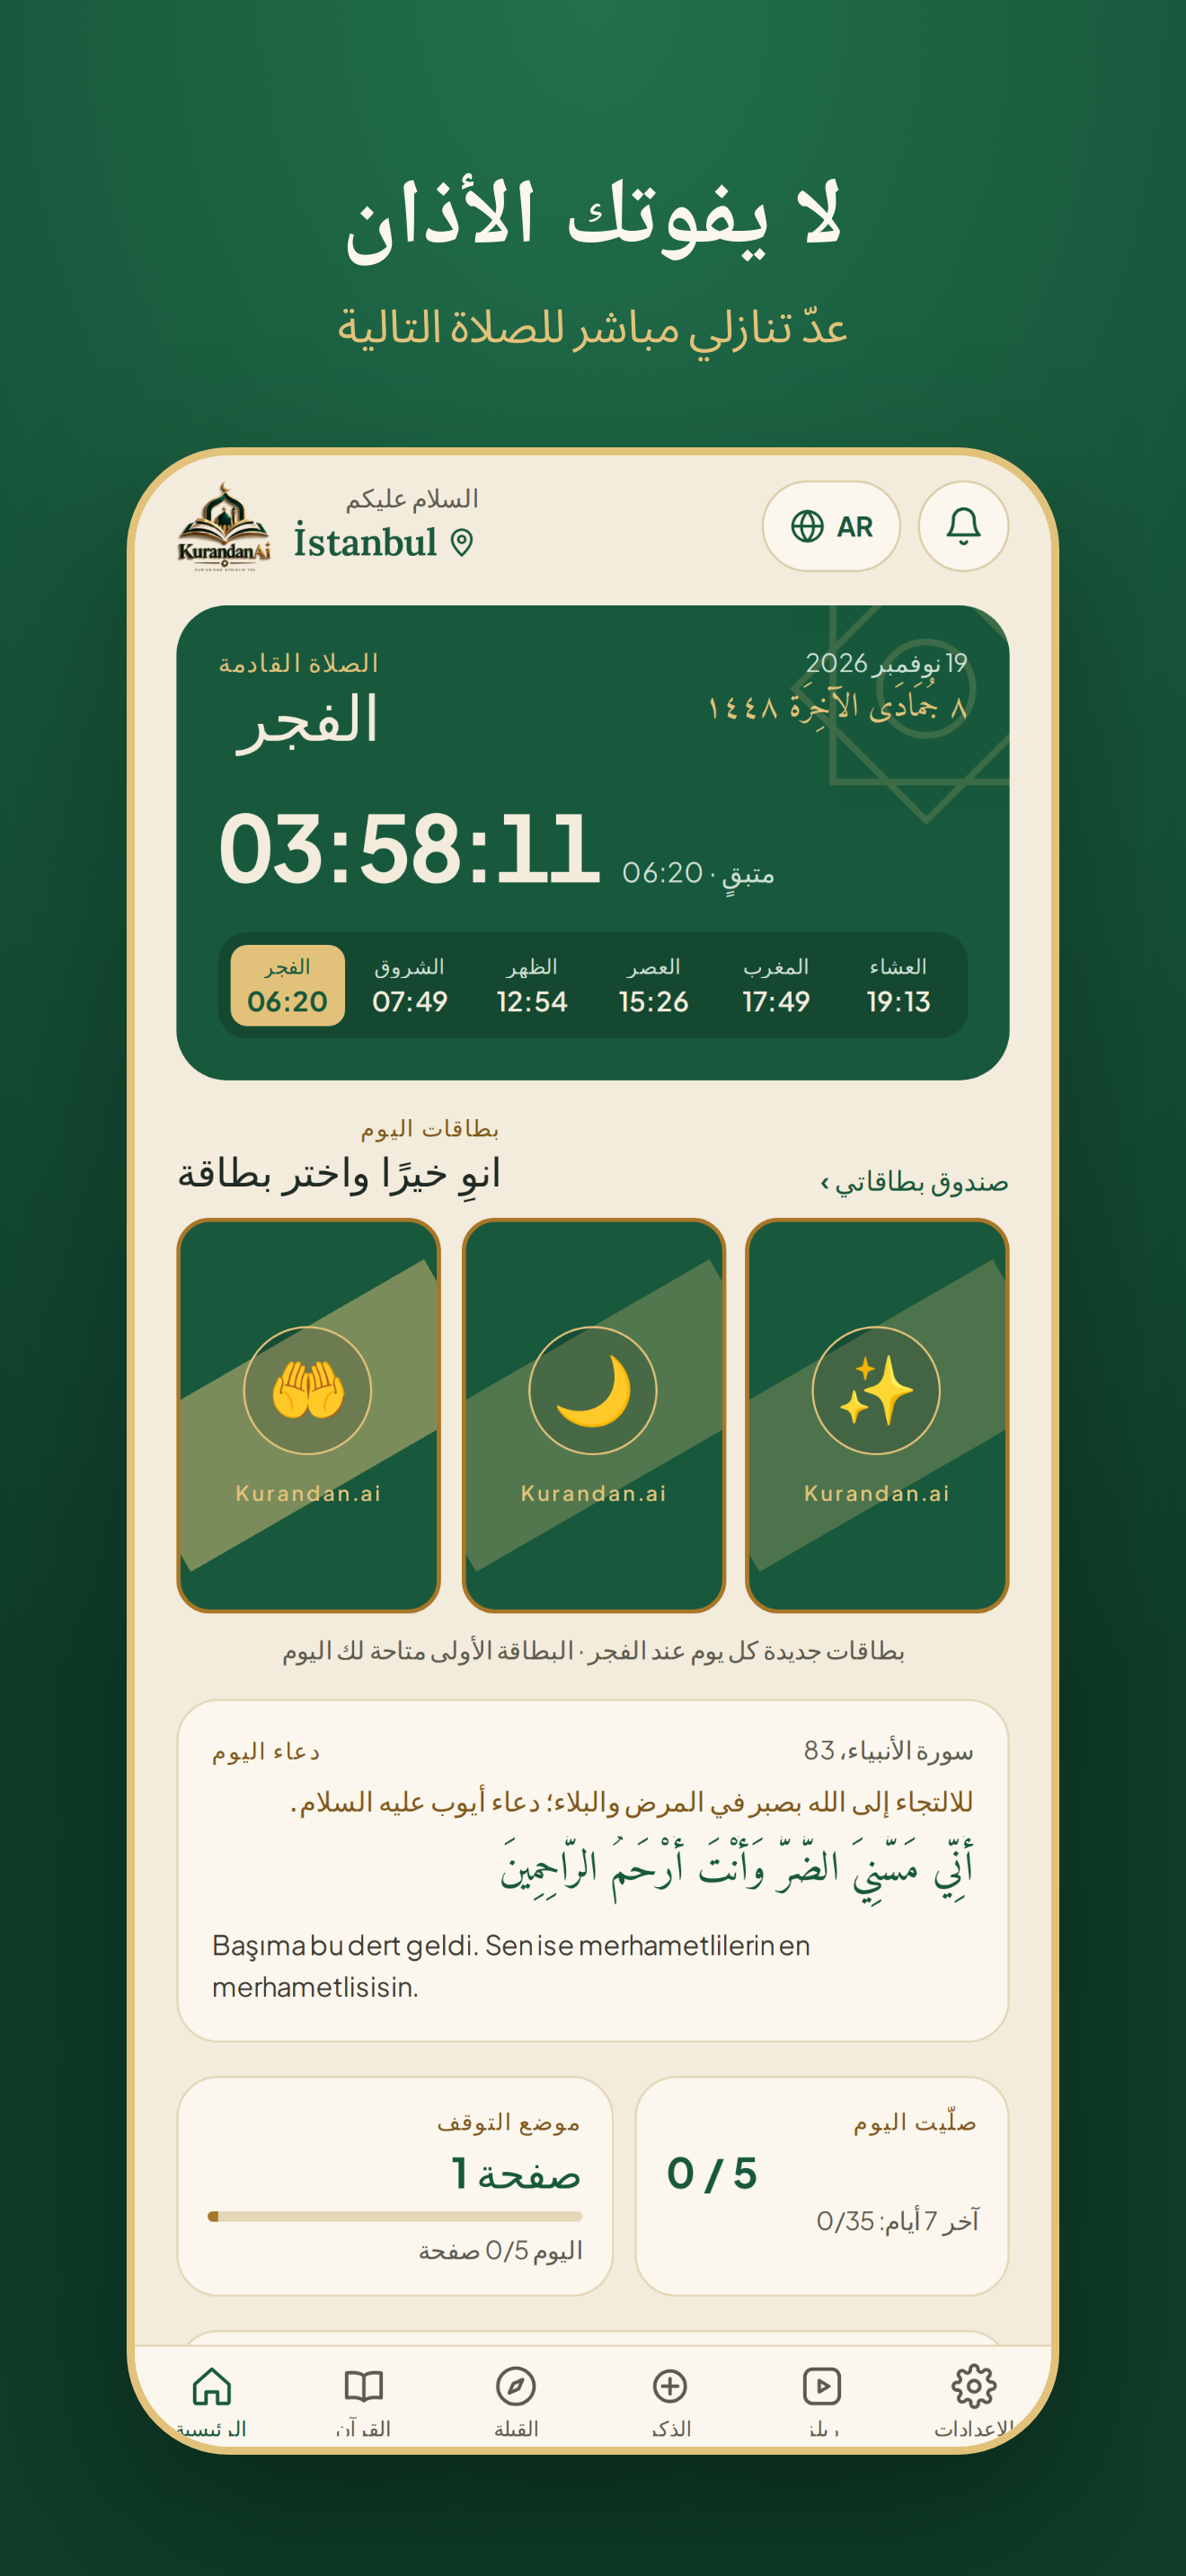 لا يفوتك الأذان
عدّ تنازلي مباشر للصلاة التالية
السلام عليكم
İstanbul
AR
KurandanAi
الصلاة القادمة
الفجر
19 نوفمبر 2026
٨ جُمَادَى الآخِرَة ١٤٤٨
03:58:11
متبقٍ · 06:20
الفجر الشروق الظهر العصر المغرب العشاء
06:20 07:49 12:54 15:26 17:49 19:13
بطاقات اليوم
انوِ خيرًا واختر بطاقة
صندوق بطاقاتي ›
Kurandan.ai Kurandan.ai Kurandan.ai
بطاقات جديدة كل يوم عند الفجر · البطاقة الأولى متاحة لك اليوم
دعاء اليوم
سورة الأنبياء، 83
للالتجاء إلى الله بصبر في المرض والبلاء؛ دعاء أيوب عليه السلام.
أَنِّي مَسَّنِيَ الضُّرُّ وَأَنْتَ أَرْحَمُ الرَّاحِمِينَ
Başıma bu dert geldi. Sen ise merhametlilerin en
merhametlisisin.
موضع التوقف
صفحة 1
اليوم 0/5 صفحة
صلّيت اليوم
0 / 5
آخر 7 أيام: 0/35
الرئيسية القرآن القبلة الذكر ريلز الإعدادات